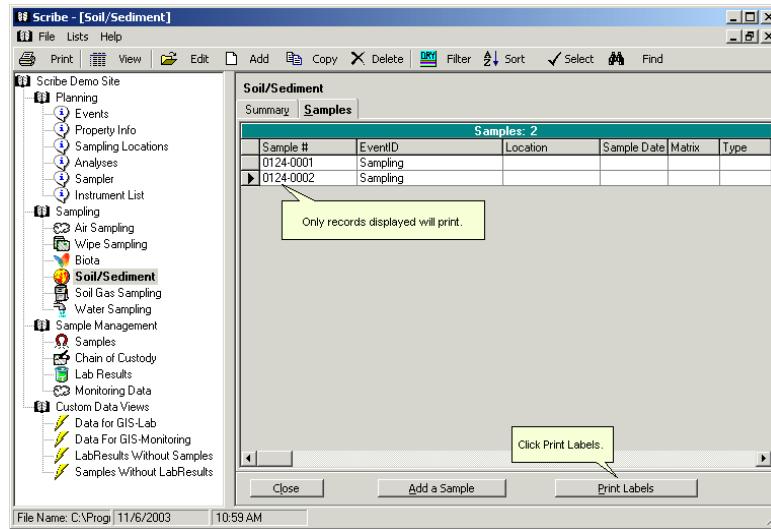 Scribe - [Soil/Sediment]
File Lists Help
Print View Edit Add Copy Delete DRY Filter Sort Select Find
Scribe Demo Site
Planning
Events
Property Info
Sampling Locations
Analyses
Sampler
Instrument List
Sampling
Air Sampling
Wipe Sampling
Biota
Soil/Sediment
Soil Gas Sampling
Water Sampling
Sample Management
Samples
Chain of Custody
Lab Results
Monitoring Data
Custom Data Views
Data for GIS-Lab
Data For GIS-Monitoring
LabResults Without Samples
Samples Without LabResults
Soil/Sediment
Summary Samples
Samples: 2
Sample # EventID Location Sample Date Matrix Type
0124-0001 Sampling
0124-0002 Sampling
Only records displayed will print.
Click Print Labels.
Close Add a Sample Print Labels
File Name: C:\Progi 11/6/2003 10:59 AM